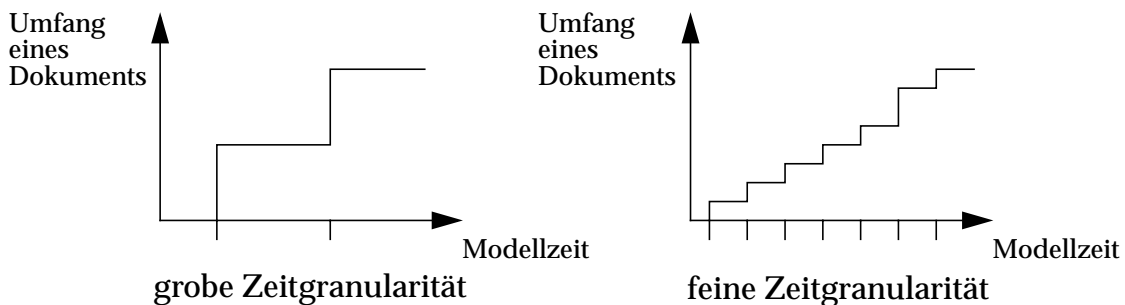 Umfang
eines
Dokuments
Modellzeit
grobe Zeitgranularität
Umfang
eines
Dokuments
Modellzeit
feine Zeitgranularität